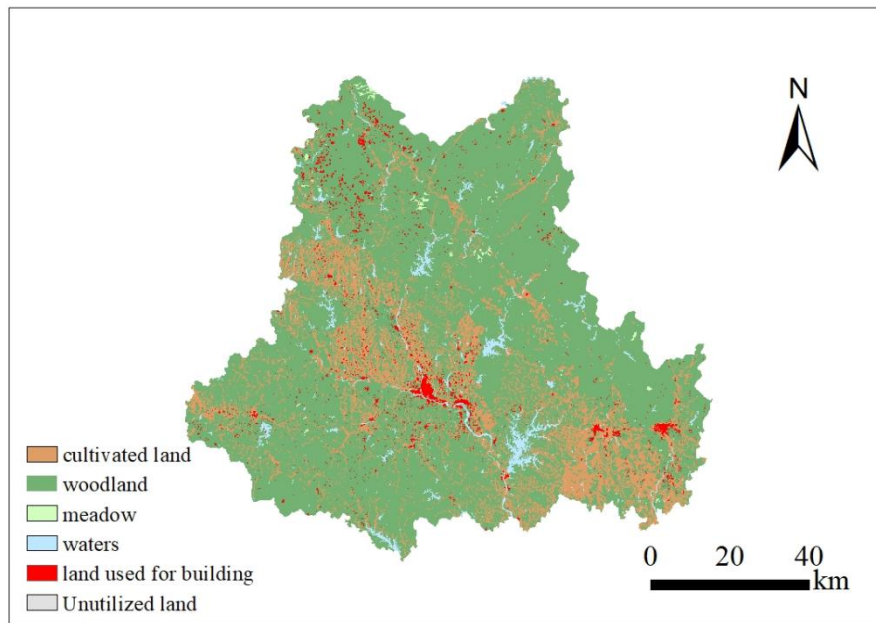 N
cultivated land
woodland
meadow
waters
land used for building
Unutilized land
0 20 40
km